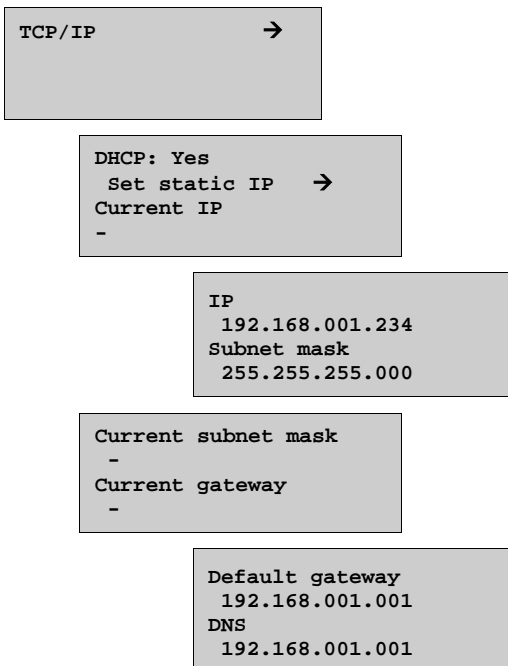 TCP/IP →
DHCP: Yes
Set static IP →
Current IP
-
IP
192.168.001.234
Subnet mask
255.255.255.000
Current subnet mask
-
Current gateway
-
Default gateway
192.168.001.001
DNS
192.168.001.001